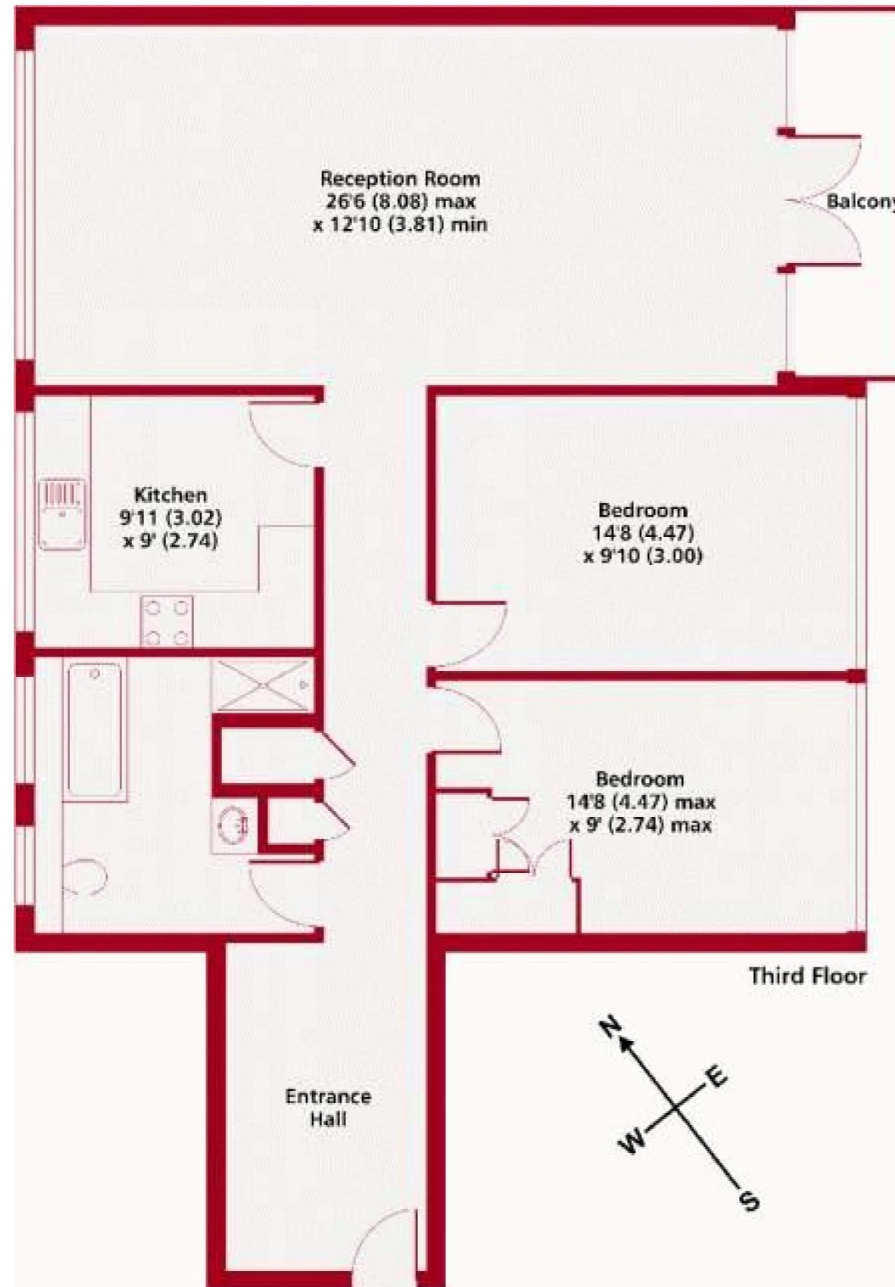 Reception Room
26'6 (8.08) max
x 12'10 (3.81) min
Balcony
Kitchen
9'11 (3.02)
x 9' (2.74)
Bedroom
14'8 (4.47)
x 9'10 (3.00)
Bedroom
14'8 (4.47) max
x 9' (2.74) max
Third Floor
Entrance
Hall
N
E
W
S